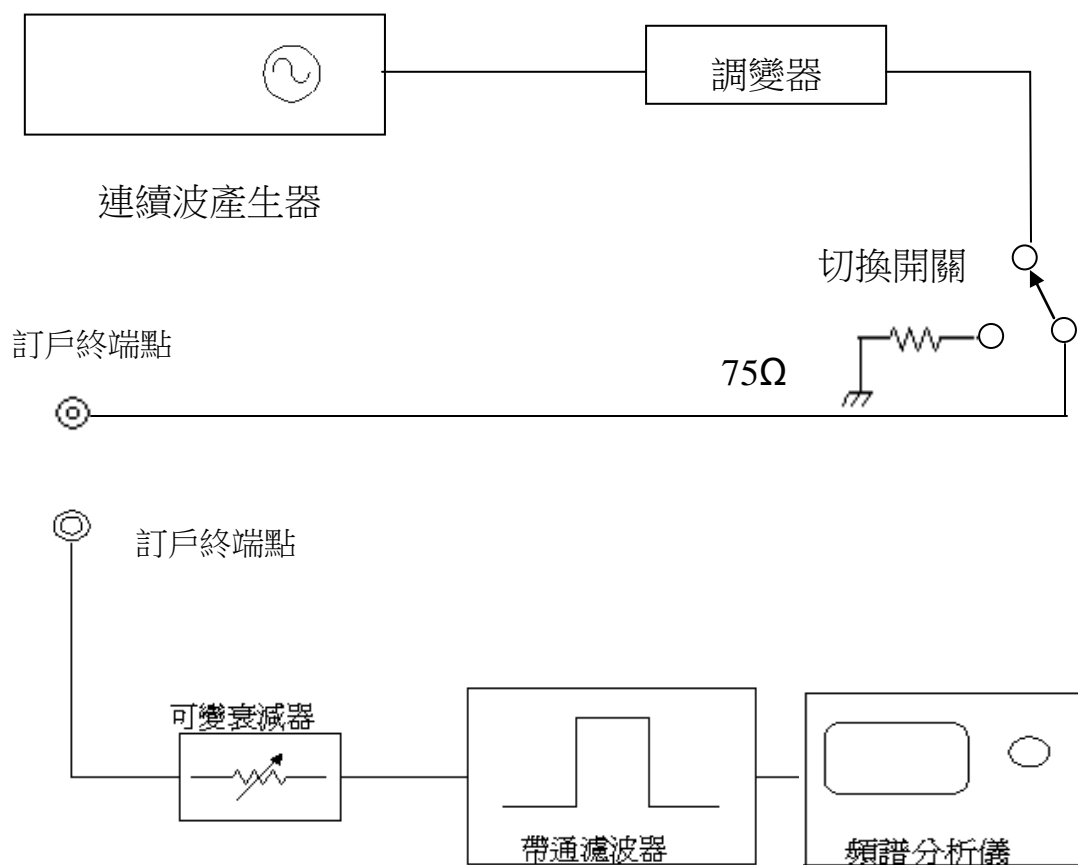 調變器
連續波產生器
切換開關
訂戶終端點
75Ω
訂戶終端點
可變衰減器
帶通濾波器
頻譜分析儀